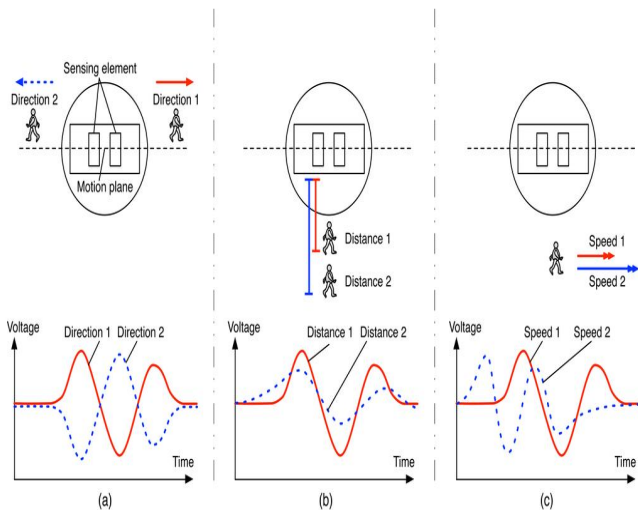 Sensing element
Direction 2
Direction 1
Motion plane
Voltage
Direction 1
Direction 2
Time
(a)
Distance 1
Distance 2
Voltage
Distance 1
Distance 2
Time
(b)
Speed 1
Speed 2
Voltage
Speed 1
Speed 2
Time
(c)